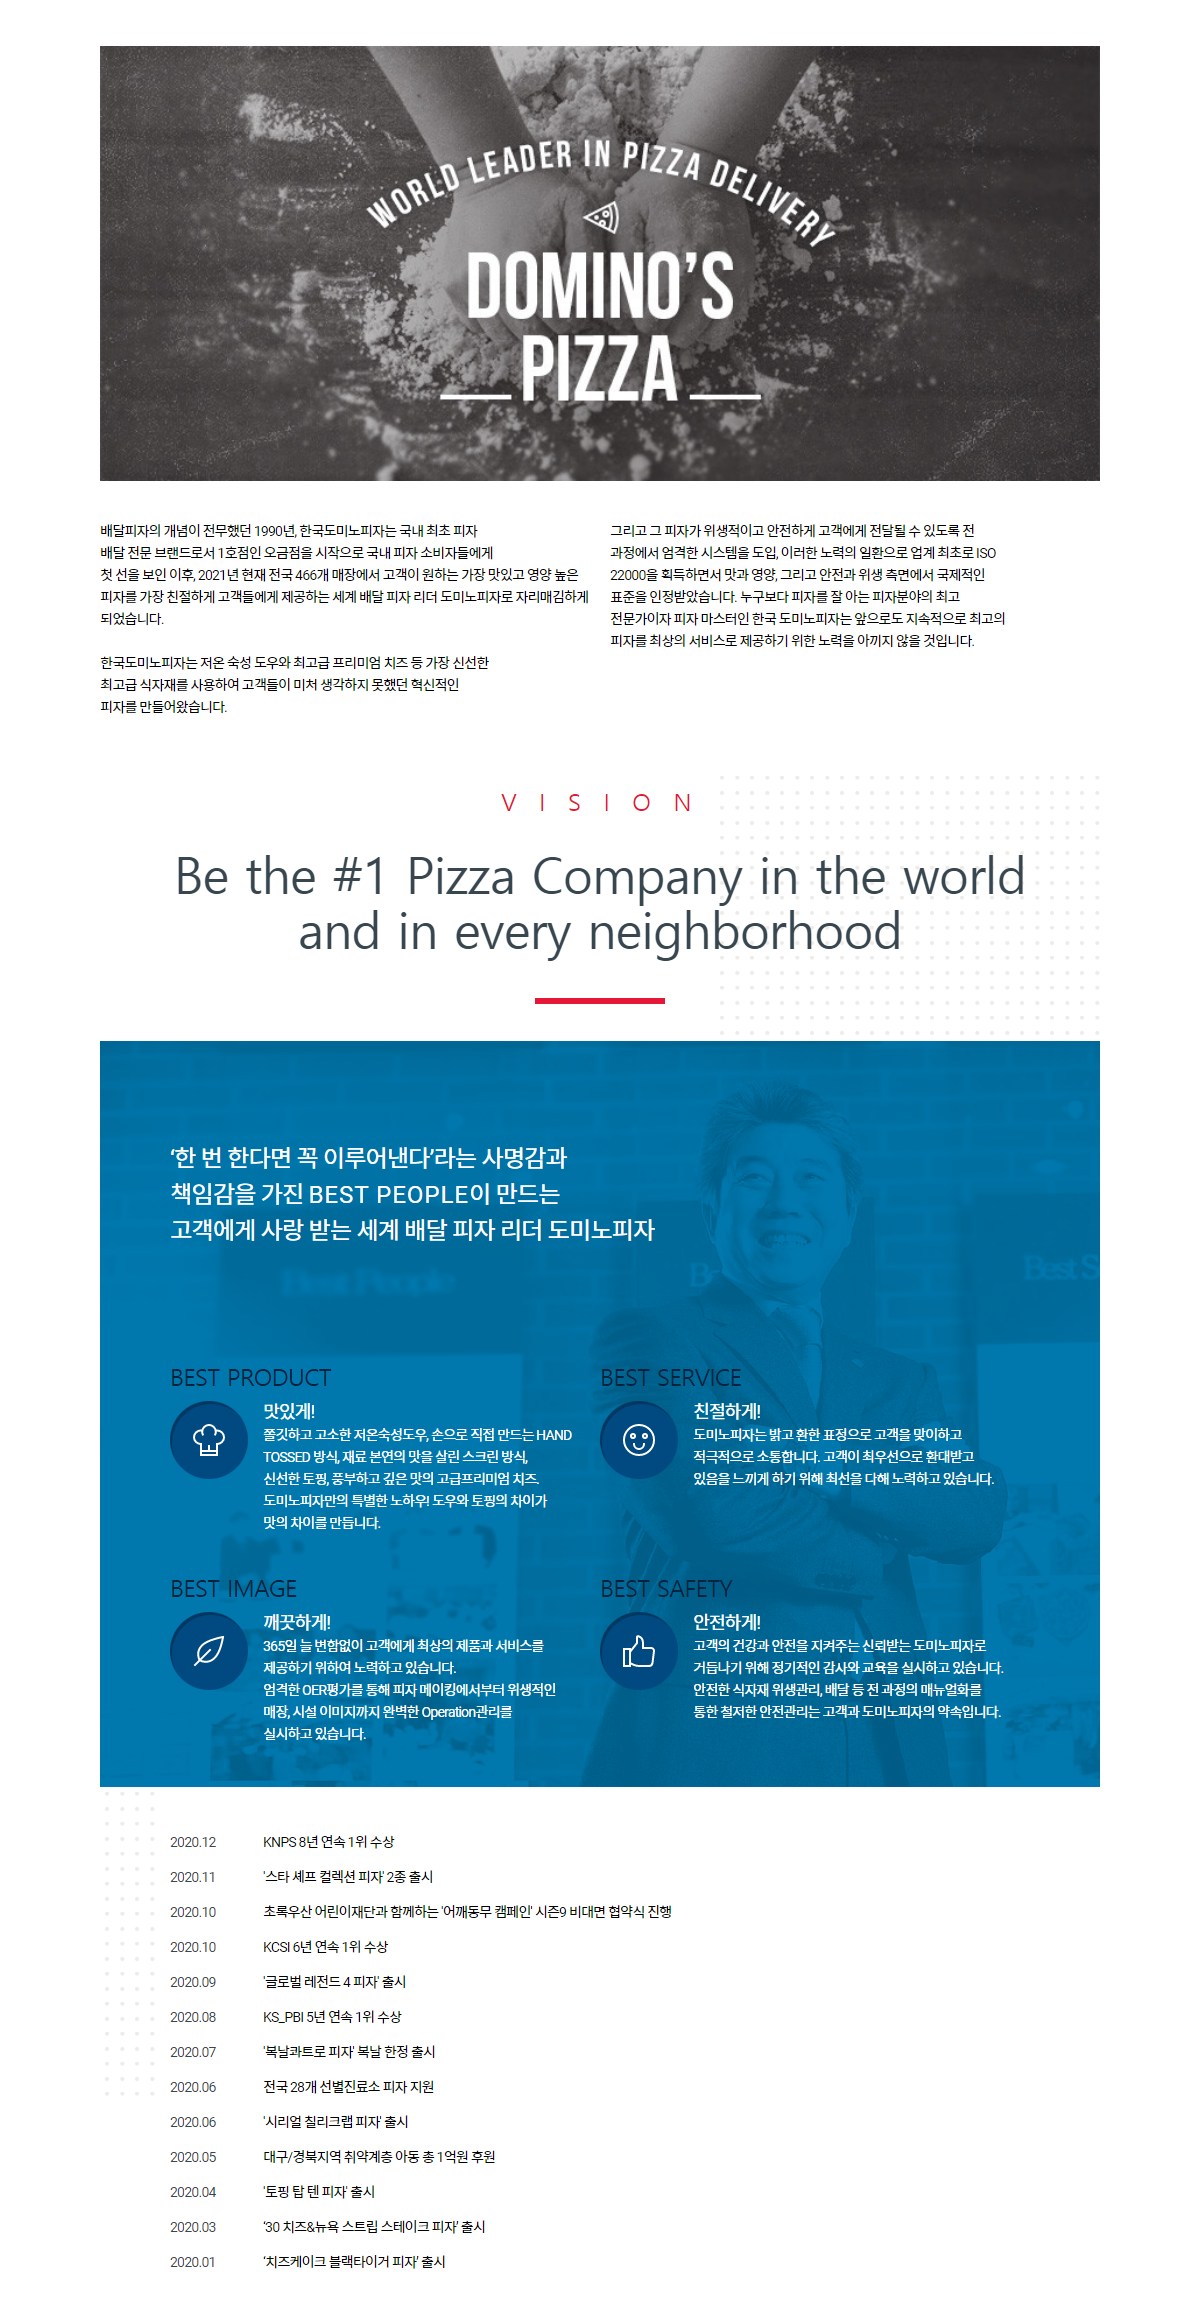 WORLD LEADER IN PIZZA DELIVERY
DOMINO'S
PIZZA
배달피자의 개념이 전무했던 1990년, 한국도미노피자는 국내 최초 피자
배달 전문 브랜드로서 1호점인 오금점을 시작으로 국내 피자 소비자들에게
첫 선을 보인 이후, 2021년 현재 전국 466개 매장에서 고객이 원하는 가장 맛있고 영양 높은
피자를 가장 친절하게 고객들에게 제공하는 세계 배달 피자 리더 도미노피자로 자리매김하게
되었습니다.
한국도미노피자는 저온 숙성 도우와 최고급 프리미엄 치즈 등 가장 신선한
최고급 식자재를 사용하여 고객들이 미처 생각하지 못했던 혁신적인
피자를 만들어왔습니다.
그리고 그 피자가 위생적이고 안전하게 고객에게 전달될 수 있도록 전
과정에서 엄격한 시스템을 도입, 이러한 노력의 일환으로 업계 최초로 ISO
22000을 획득하면서 맛과 영양, 그리고 안전과 위생 측면에서 국제적인
표준을 인정받았습니다. 누구보다 피자를 잘 아는 피자분야의 최고
전문가이자 피자 마스터인 한국 도미노피자는 앞으로도 지속적으로 최고의
피자를 최상의 서비스로 제공하기 위한 노력을 아끼지 않을 것입니다.
VISION
Be the #1 Pizza Company in the world
and in every neighborhood
‘한 번 한다면 꼭 이루어낸다’라는 사명감과
책임감을 가진 BEST PEOPLE이 만드는
고객에게 사랑 받는 세계 배달 피자 리더 도미노피자
Best People
Be
Best S
BEST PRODUCT
맛있게!
쫄깃하고 고소한 저온숙성도우, 손으로 직접 만드는 HAND
TOSSED 방식, 재료 본연의 맛을 살린 스크린 방식,
신선한 토핑, 풍부하고 깊은 맛의 고급프리미엄 치즈.
도미노피자만의 특별한 노하우! 도우와 토핑의 차이가
맛의 차이를 만듭니다.
BEST SERVICE
친절하게!
도미노피자는 밝고 환한 표정으로 고객을 맞이하고
적극적으로 소통합니다. 고객이 최우선으로 환대받고
있음을 느끼게 하기 위해 최선을 다해 노력하고 있습니다.
BEST IMAGE
깨끗하게!
365일 늘 변함없이 고객에게 최상의 제품과 서비스를
제공하기 위하여 노력하고 있습니다.
엄격한 OER평가를 통해 피자 메이킹에서부터 위생적인
매장, 시설 이미지까지 완벽한 Operation관리를
실시하고 있습니다.
BEST SAFETY
안전하게!
고객의 건강과 안전을 지켜주는 신뢰받는 도미노피자로
거듭나기 위해 정기적인 감사와 교육을 실시하고 있습니다.
안전한 식자재 위생관리, 배달 등 전 과정의 매뉴얼화를
통한 철저한 안전관리는 고객과 도미노피자의 약속입니다.
2020.12 KNPS 8년 연속 1위 수상
2020.11 '스타 셰프 컬렉션 피자' 2종 출시
2020.10 초록우산 어린이재단과 함께하는 '어깨동무 캠페인' 시즌9 비대면 협약식 진행
2020.10 KCSI 6년 연속 1위 수상
2020.09 '글로벌 레전드 4 피자' 출시
2020.08 KS_PBI 5년 연속 1위 수상
2020.07 '복날콰트로 피자' 복날 한정 출시
2020.06 전국 28개 선별진료소 피자 지원
2020.06 '시리얼 칠리크랩 피자' 출시
2020.05 대구/경북지역 취약계층 아동 총 1억원 후원
2020.04 '토핑 탑 텐 피자' 출시
2020.03 ‘30 치즈&뉴욕 스트립 스테이크 피자’ 출시
2020.01 ‘치즈케이크 블랙타이거 피자’ 출시